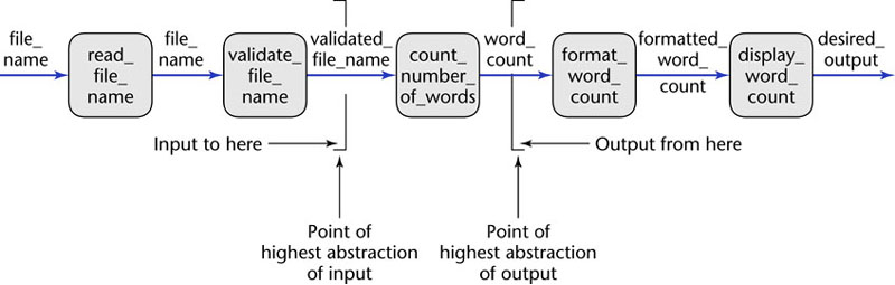 file_
name
read_
file_
name
file_
name
validate_
file_
name
validated_
file_name
count_
number_
of_words
word_
count
format_
word_
count
formatted_
word_
count
display_
word_
count
desired_
output
Input to here
Output from here
Point of
highest abstraction
of input
Point of
highest abstraction
of output